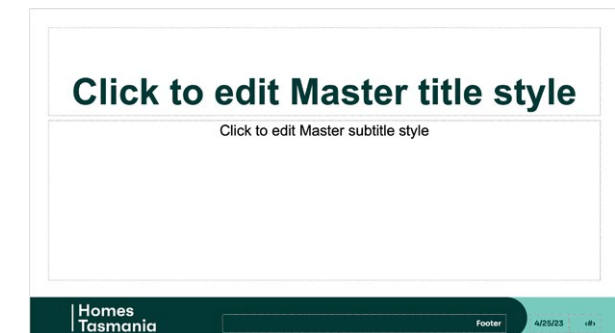 Click to edit Master title style
Click to edit Master subtitle style
Homes
Tasmania
Footer
4/25/23
‹#›